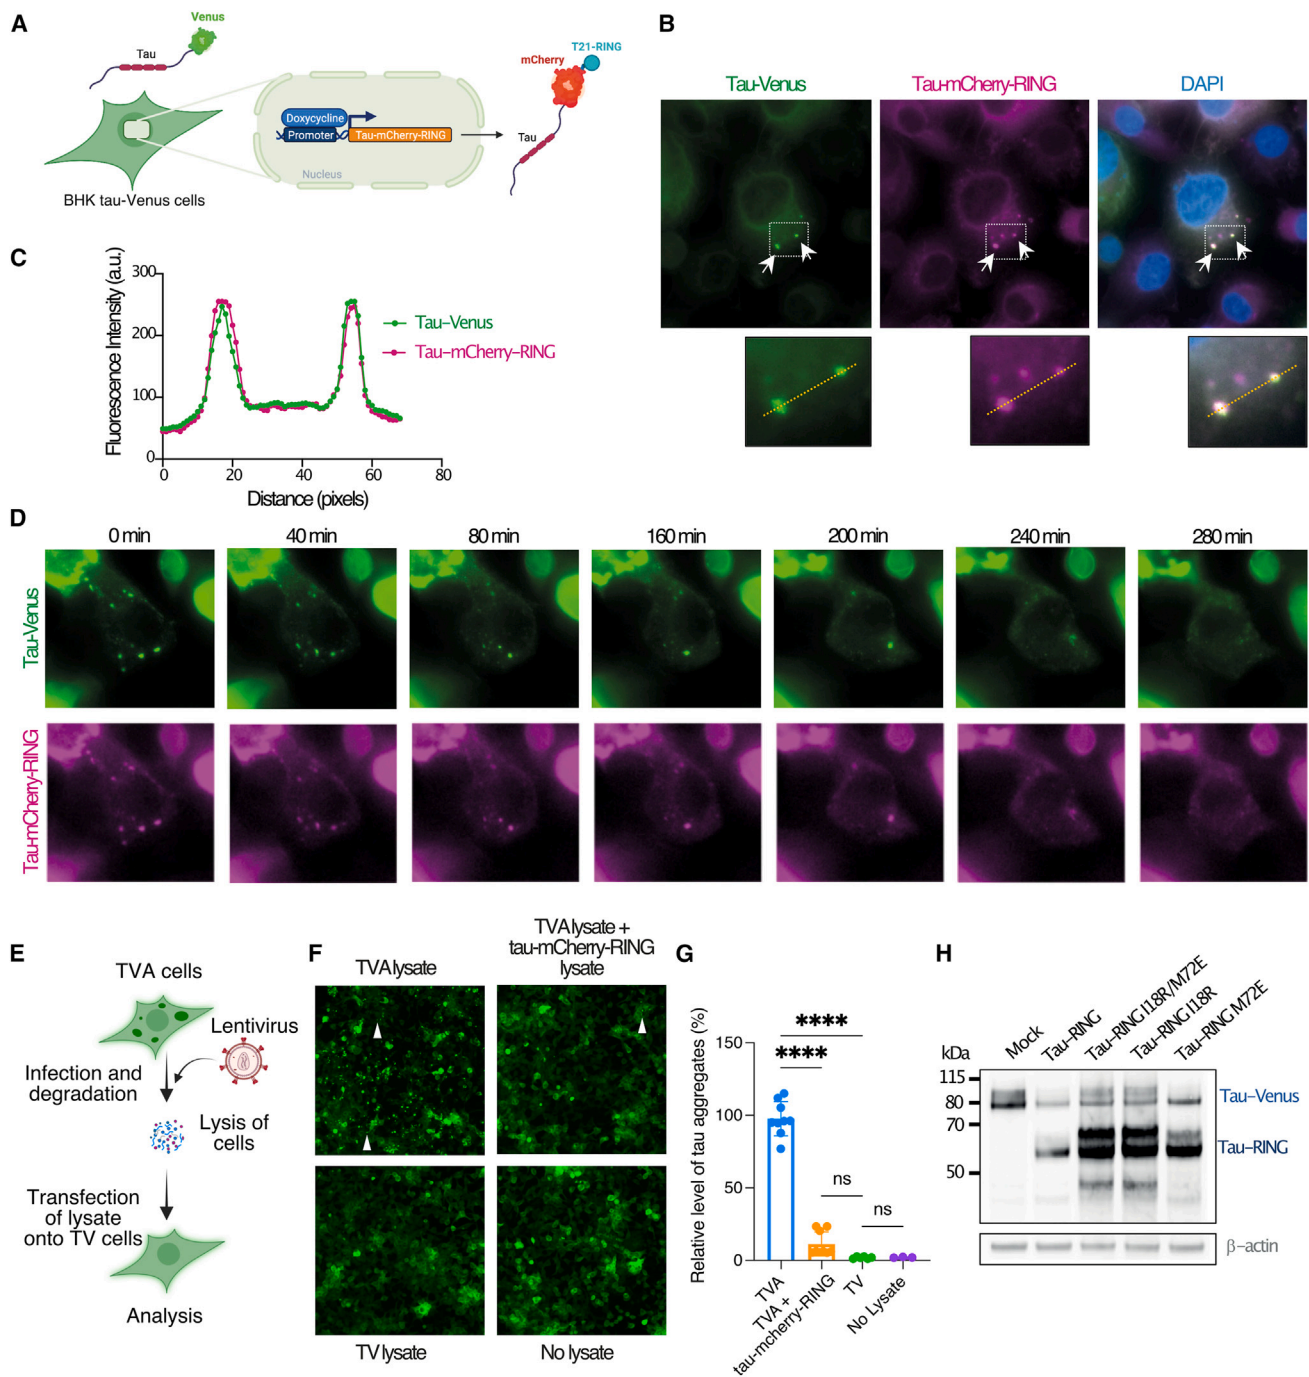 A
Venus
Tau
BHK tau-Venus cells
Doxycycline
Promoter
Tau-mCherry-RING
Nucleus
mCherry
T21-RING
Tau
B
Tau-Venus
Tau-mCherry-RING
DAPI
C
Fluorescence Intensity (a.u.)
300
200
100
0
0
20
40
60
80
Distance (pixels)
Tau–Venus
Tau–mCherry–RING
D
0 min
40 min
80 min
160 min
200 min
240 min
280 min
Tau-Venus
Tau-mCherry-RING
E
TVA cells
Lentivirus
Infection and
degradation
Lysis of
cells
Transfection
of lysate
onto TV cells
Analysis
F
TVA lysate
TVA lysate +
tau-mCherry-RING
lysate
TV lysate
No lysate
G
Relative level of tau aggregates (%)
150
100
50
0
****
****
ns
ns
TVA
TVA +
tau-mcherry-RING
TV
No Lysate
H
Mock
Tau–RING
Tau–RING I18R/M72E
Tau–RING I18R
Tau–RING M72E
kDa
115
80
70
50
Tau–Venus
Tau–RING
β–actin